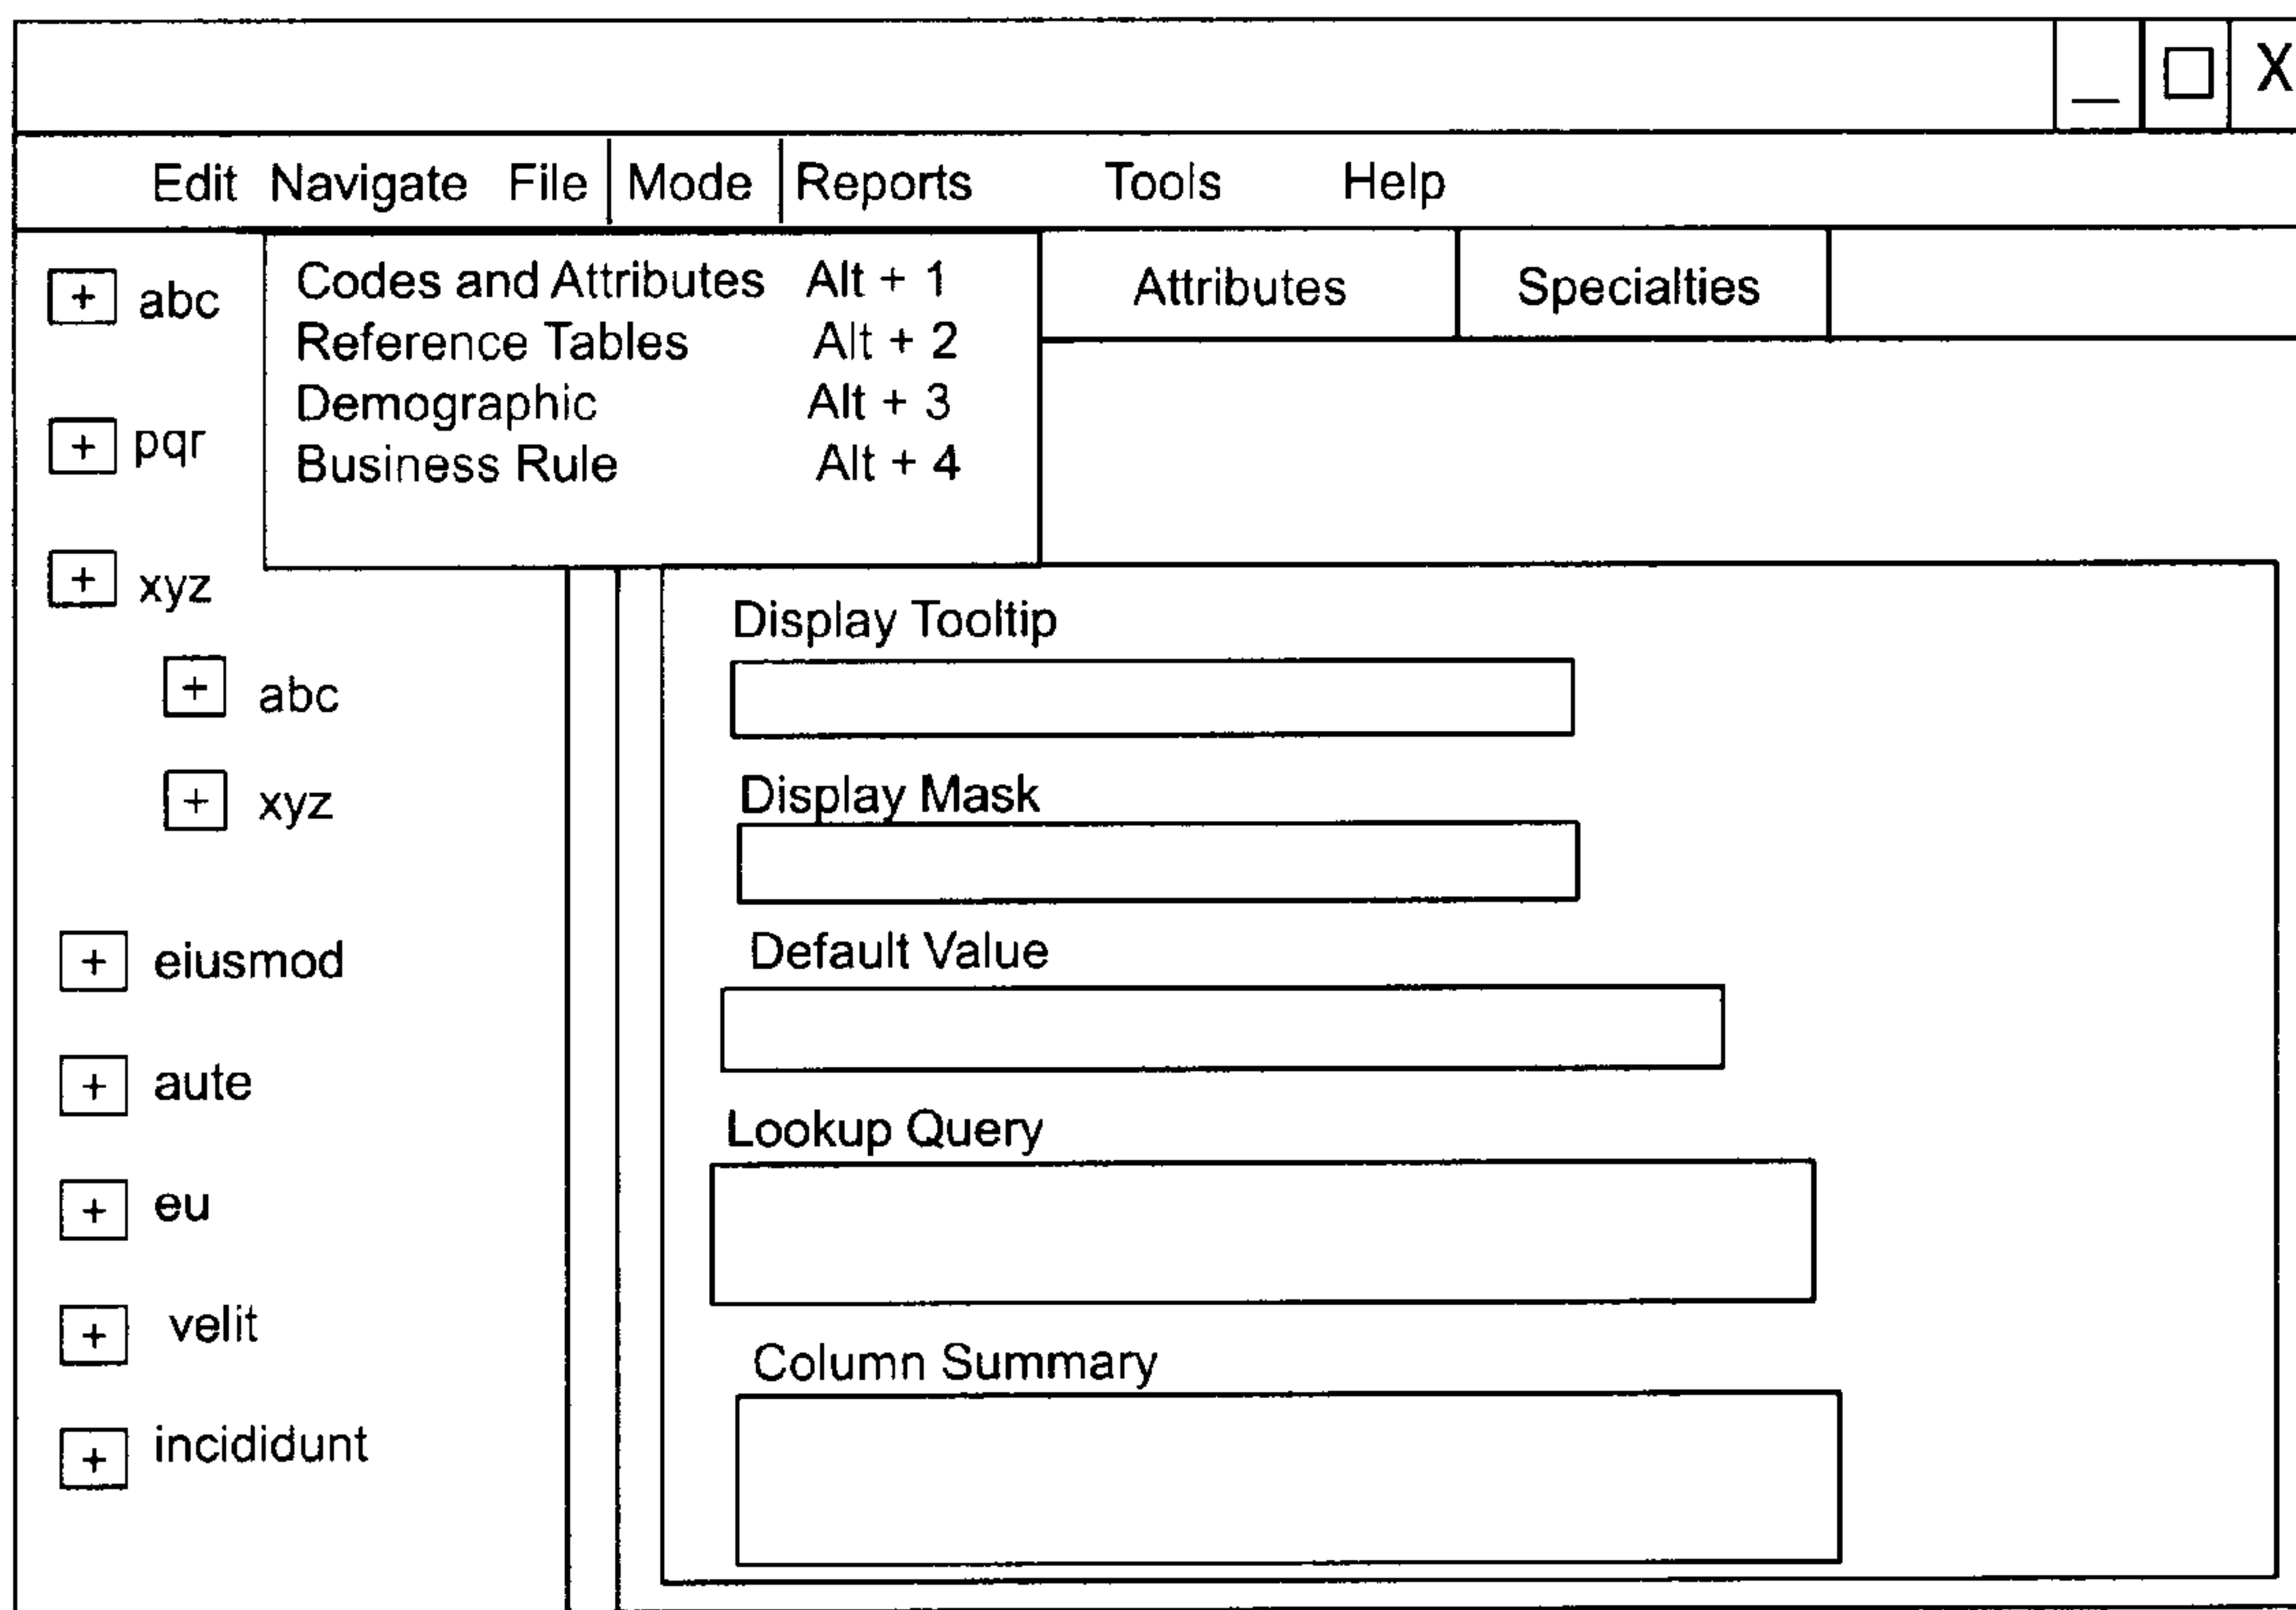 X
Edit Navigate File Mode Reports Tools Help
Codes and Attributes Alt + 1
Reference Tables Alt + 2
Demographic Alt + 3
Business Rule Alt + 4
Attributes Specialties
+ abc
+ pqr
+ xyz
+ abc
+ xyz
+ eiusmod
+ aute
+ eu
+ velit
+ incididunt
Display Tooltip
Display Mask
Default Value
Lookup Query
Column Summary